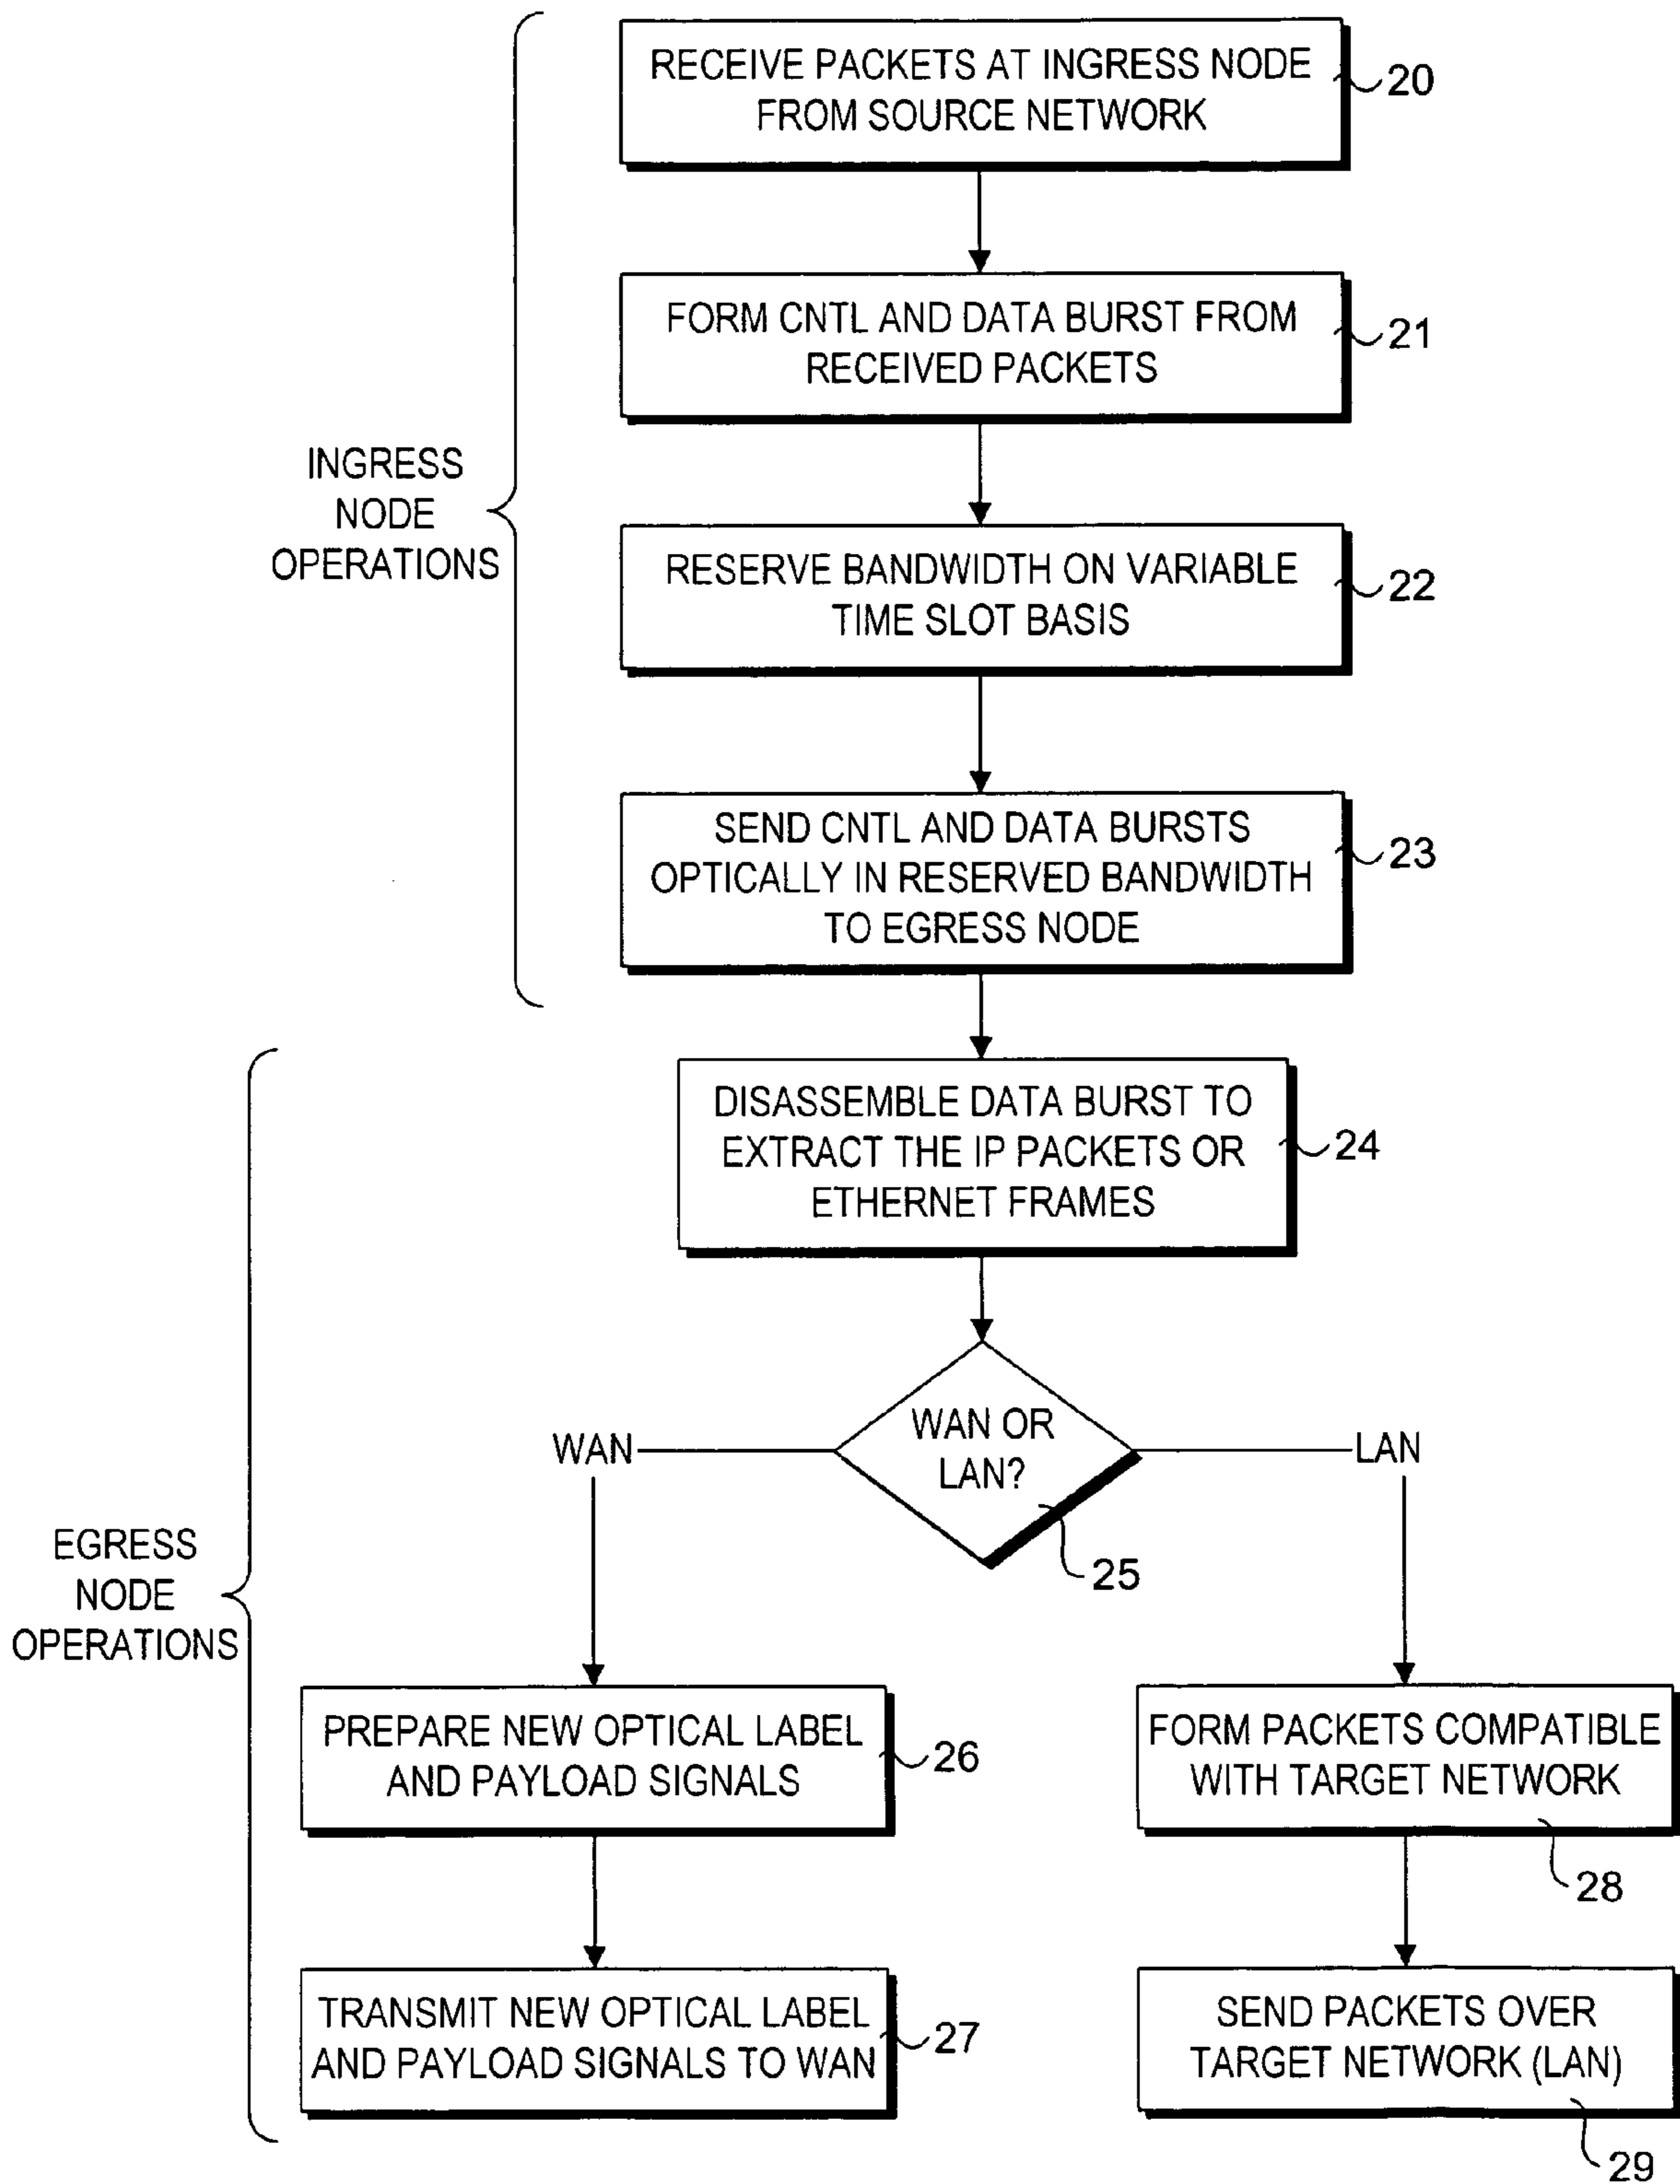 RECEIVE PACKETS AT INGRESS NODE
FROM SOURCE NETWORK
20
FORM CNTL AND DATA BURST FROM
RECEIVED PACKETS
21
INGRESS
NODE
OPERATIONS
RESERVE BANDWIDTH ON VARIABLE
TIME SLOT BASIS
22
SEND CNTL AND DATA BURSTS
OPTICALLY IN RESERVED BANDWIDTH
TO EGRESS NODE
23
DISASSEMBLE DATA BURST TO
EXTRACT THE IP PACKETS OR
ETHERNET FRAMES
24
WAN OR
LAN?
25
WAN
LAN
EGRESS
NODE
OPERATIONS
PREPARE NEW OPTICAL LABEL
AND PAYLOAD SIGNALS
26
FORM PACKETS COMPATIBLE
WITH TARGET NETWORK
28
TRANSMIT NEW OPTICAL LABEL
AND PAYLOAD SIGNALS TO WAN
27
SEND PACKETS OVER
TARGET NETWORK (LAN)
29